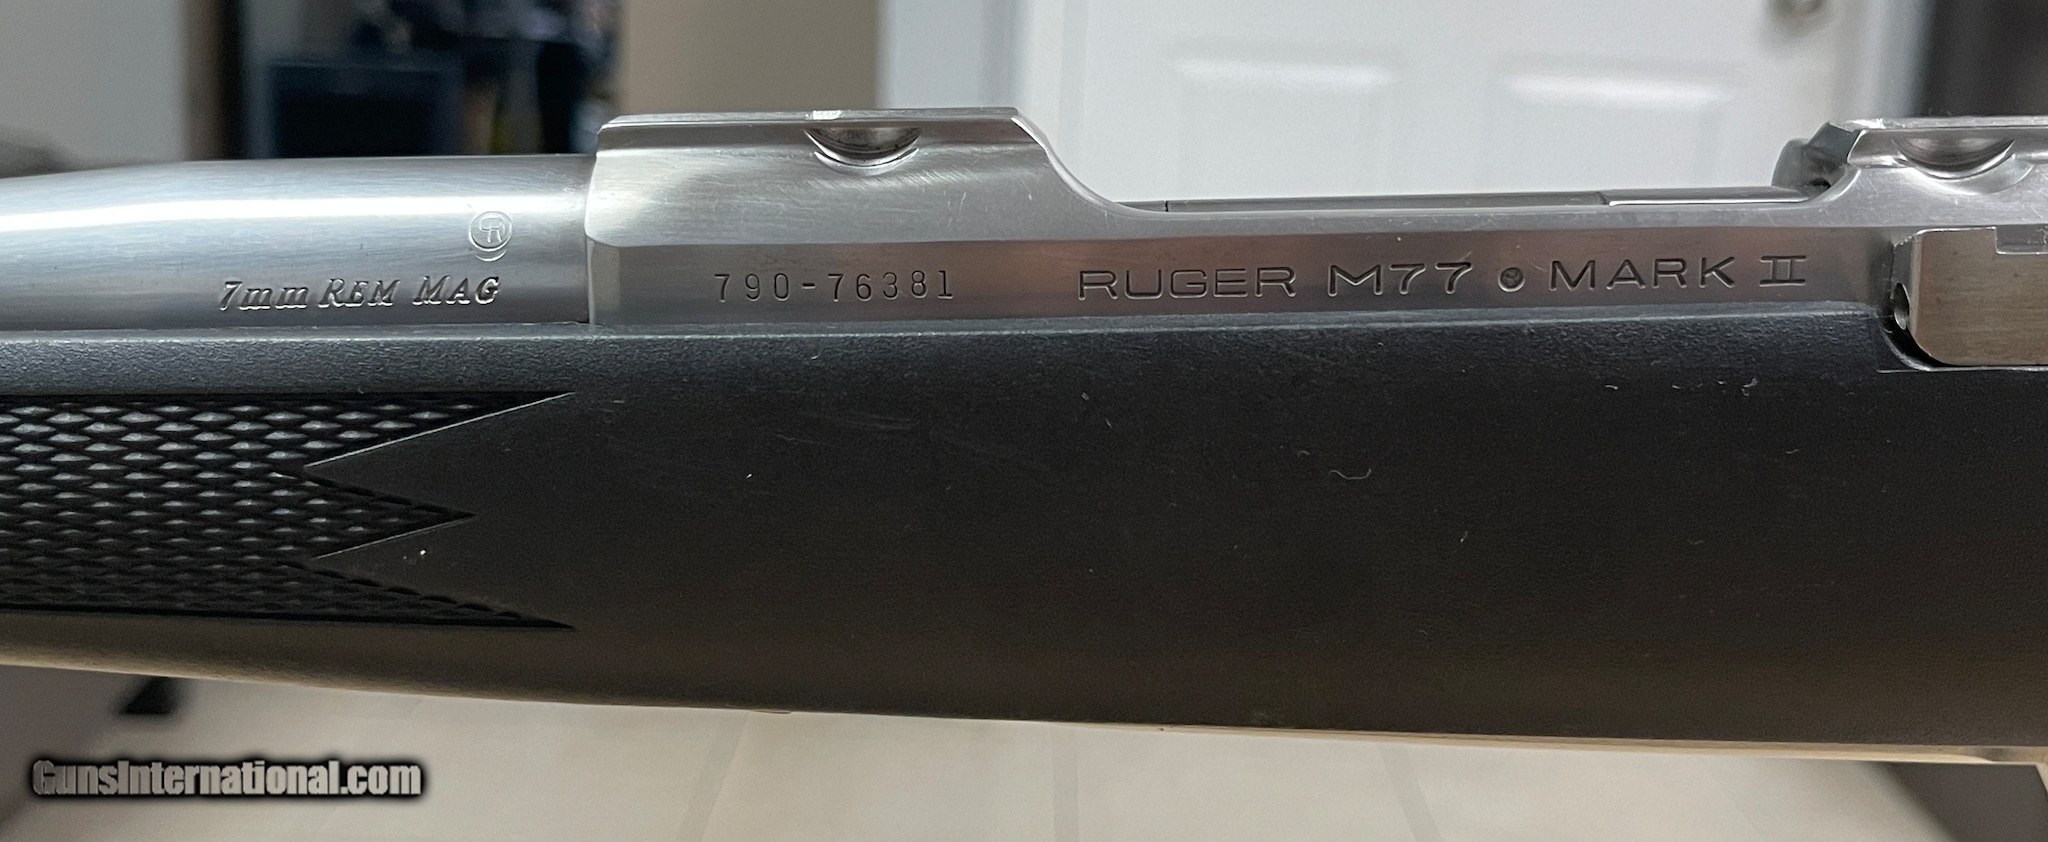 7mm REM MAG
790-76381
RUGER M77 MARK II
GunsInternational.com